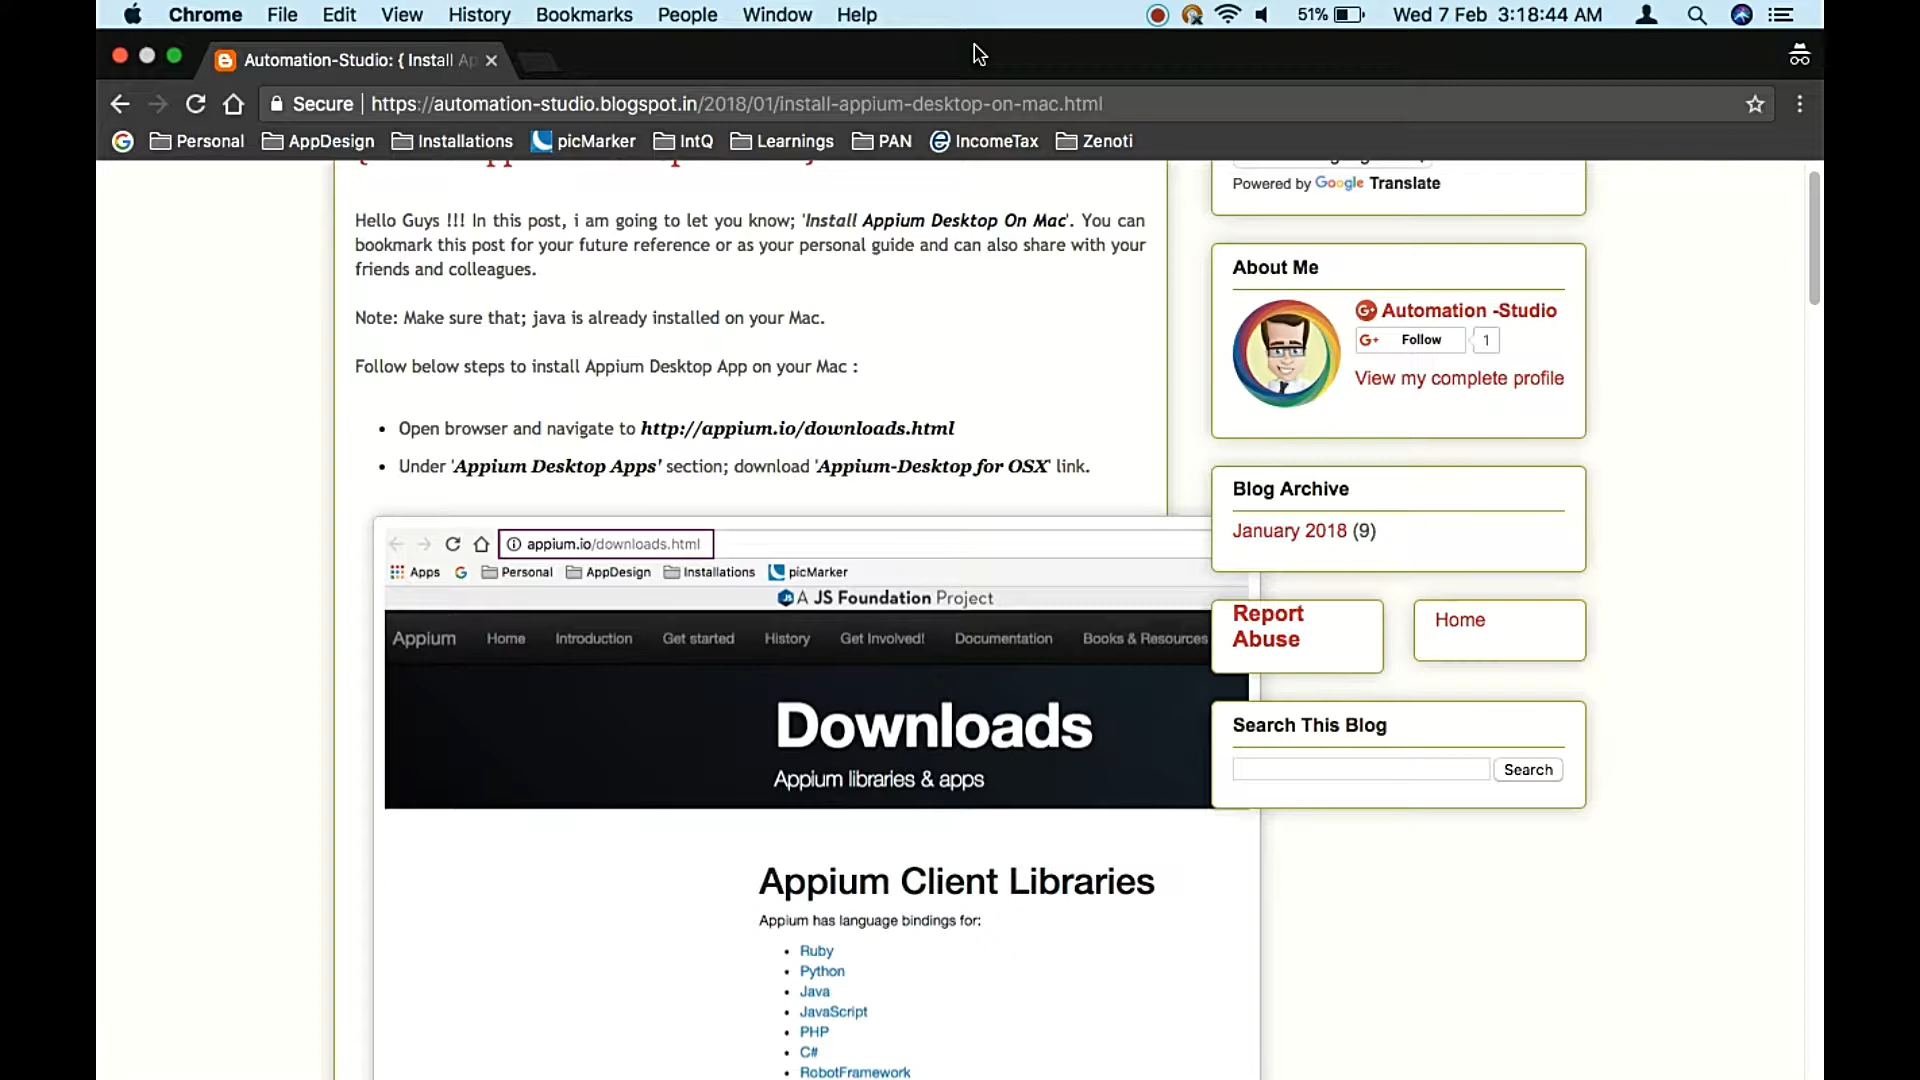 Chrome File Edit View History Bookmarks People Window Help 51% Wed 7 Feb 3:18:44 AM
Automation-Studio: { Install Ap
Secure | https://automation-studio.blogspot.in/2018/01/install-appium-desktop-on-mac.html
Personal AppDesign Installations picMarker IntQ Learnings PAN IncomeTax Zenoti
Hello Guys !!! In this post, i am going to let you know; 'Install Appium Desktop On Mac'. You can
bookmark this post for your future reference or as your personal guide and can also share with your
friends and colleagues.
Note: Make sure that; java is already installed on your Mac.
Follow below steps to install Appium Desktop App on your Mac :
• Open browser and navigate to http://appium.io/downloads.html
• Under 'Appium Desktop Apps' section; download 'Appium-Desktop for OSX' link.
appium.io/downloads.html
Apps G Personal AppDesign Installations picMarker
A JS Foundation Project
Appium Home Introduction Get started History Get Involved! Documentation Books & Resources
Downloads
Appium libraries & apps
Appium Client Libraries
Appium has language bindings for:
• Ruby
• Python
• Java
• JavaScript
• PHP
• C#
• RobotFramework
Powered by Google Translate
About Me
G+ Automation -Studio
G+ Follow 1
View my complete profile
Blog Archive
January 2018 (9)
Report
Abuse
Home
Search This Blog
Search